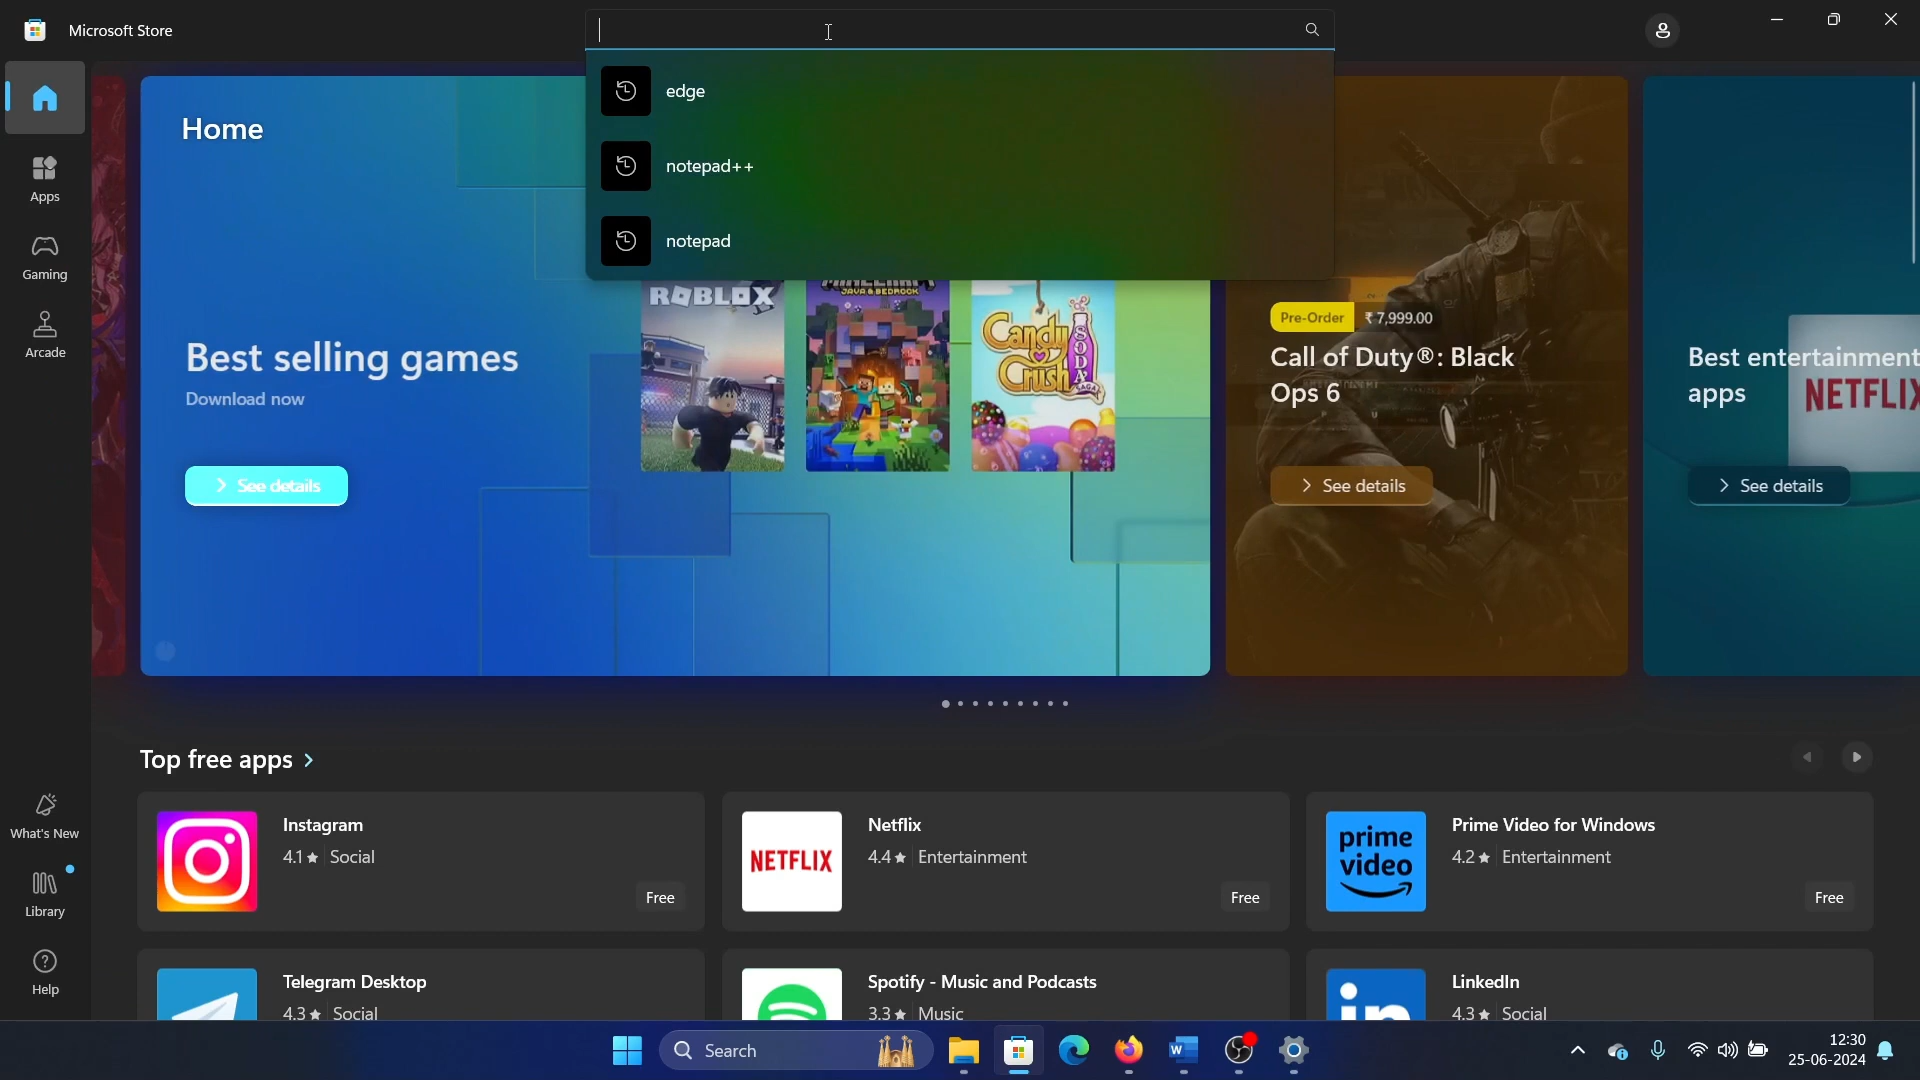 Microsoft Store
edge
notepad++
notepad
Home
Apps
Gaming
Arcade
What's New
Library
Help
Best selling games
Download now
See details
ROBLOX
MINECRAFT
JAVA & BEDROCK
Candy
Crush
SODA
SAGA
Pre-Order ₹ 7,999.00
Call of Duty®: Black
Ops 6
See details
Best entertainment
apps
NETFLIX
See details
Top free apps
Instagram
4.1★ Social
Free
NETFLIX
Netflix
4.4★ Entertainment
Free
prime
video
Prime Video for Windows
4.2★ Entertainment
Free
Telegram Desktop
4.3★ Social
Spotify - Music and Podcasts
3.3★ Music
in
LinkedIn
4.3★ Social
Search
W
12:30
25-06-2024